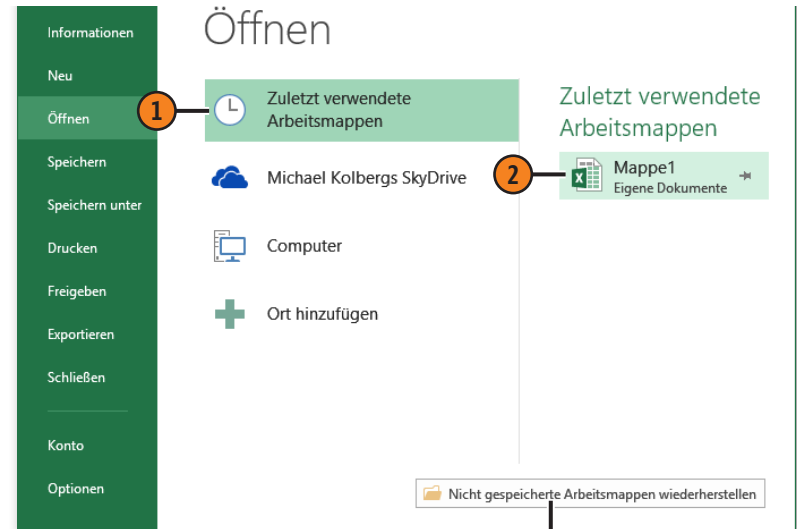 Informationen
Neu
Öffnen
Speichern
Speichern unter
Drucken
Freigeben
Exportieren
Schließen
Konto
Optionen
Öffnen
1
Zuletzt verwendete
Arbeitsmappen
Michael Kolbergs SkyDrive
Computer
Ort hinzufügen
Zuletzt verwendete
Arbeitsmappen
2
Mappe1
Eigene Dokumente
Nicht gespeicherte Arbeitsmappen wiederherstellen